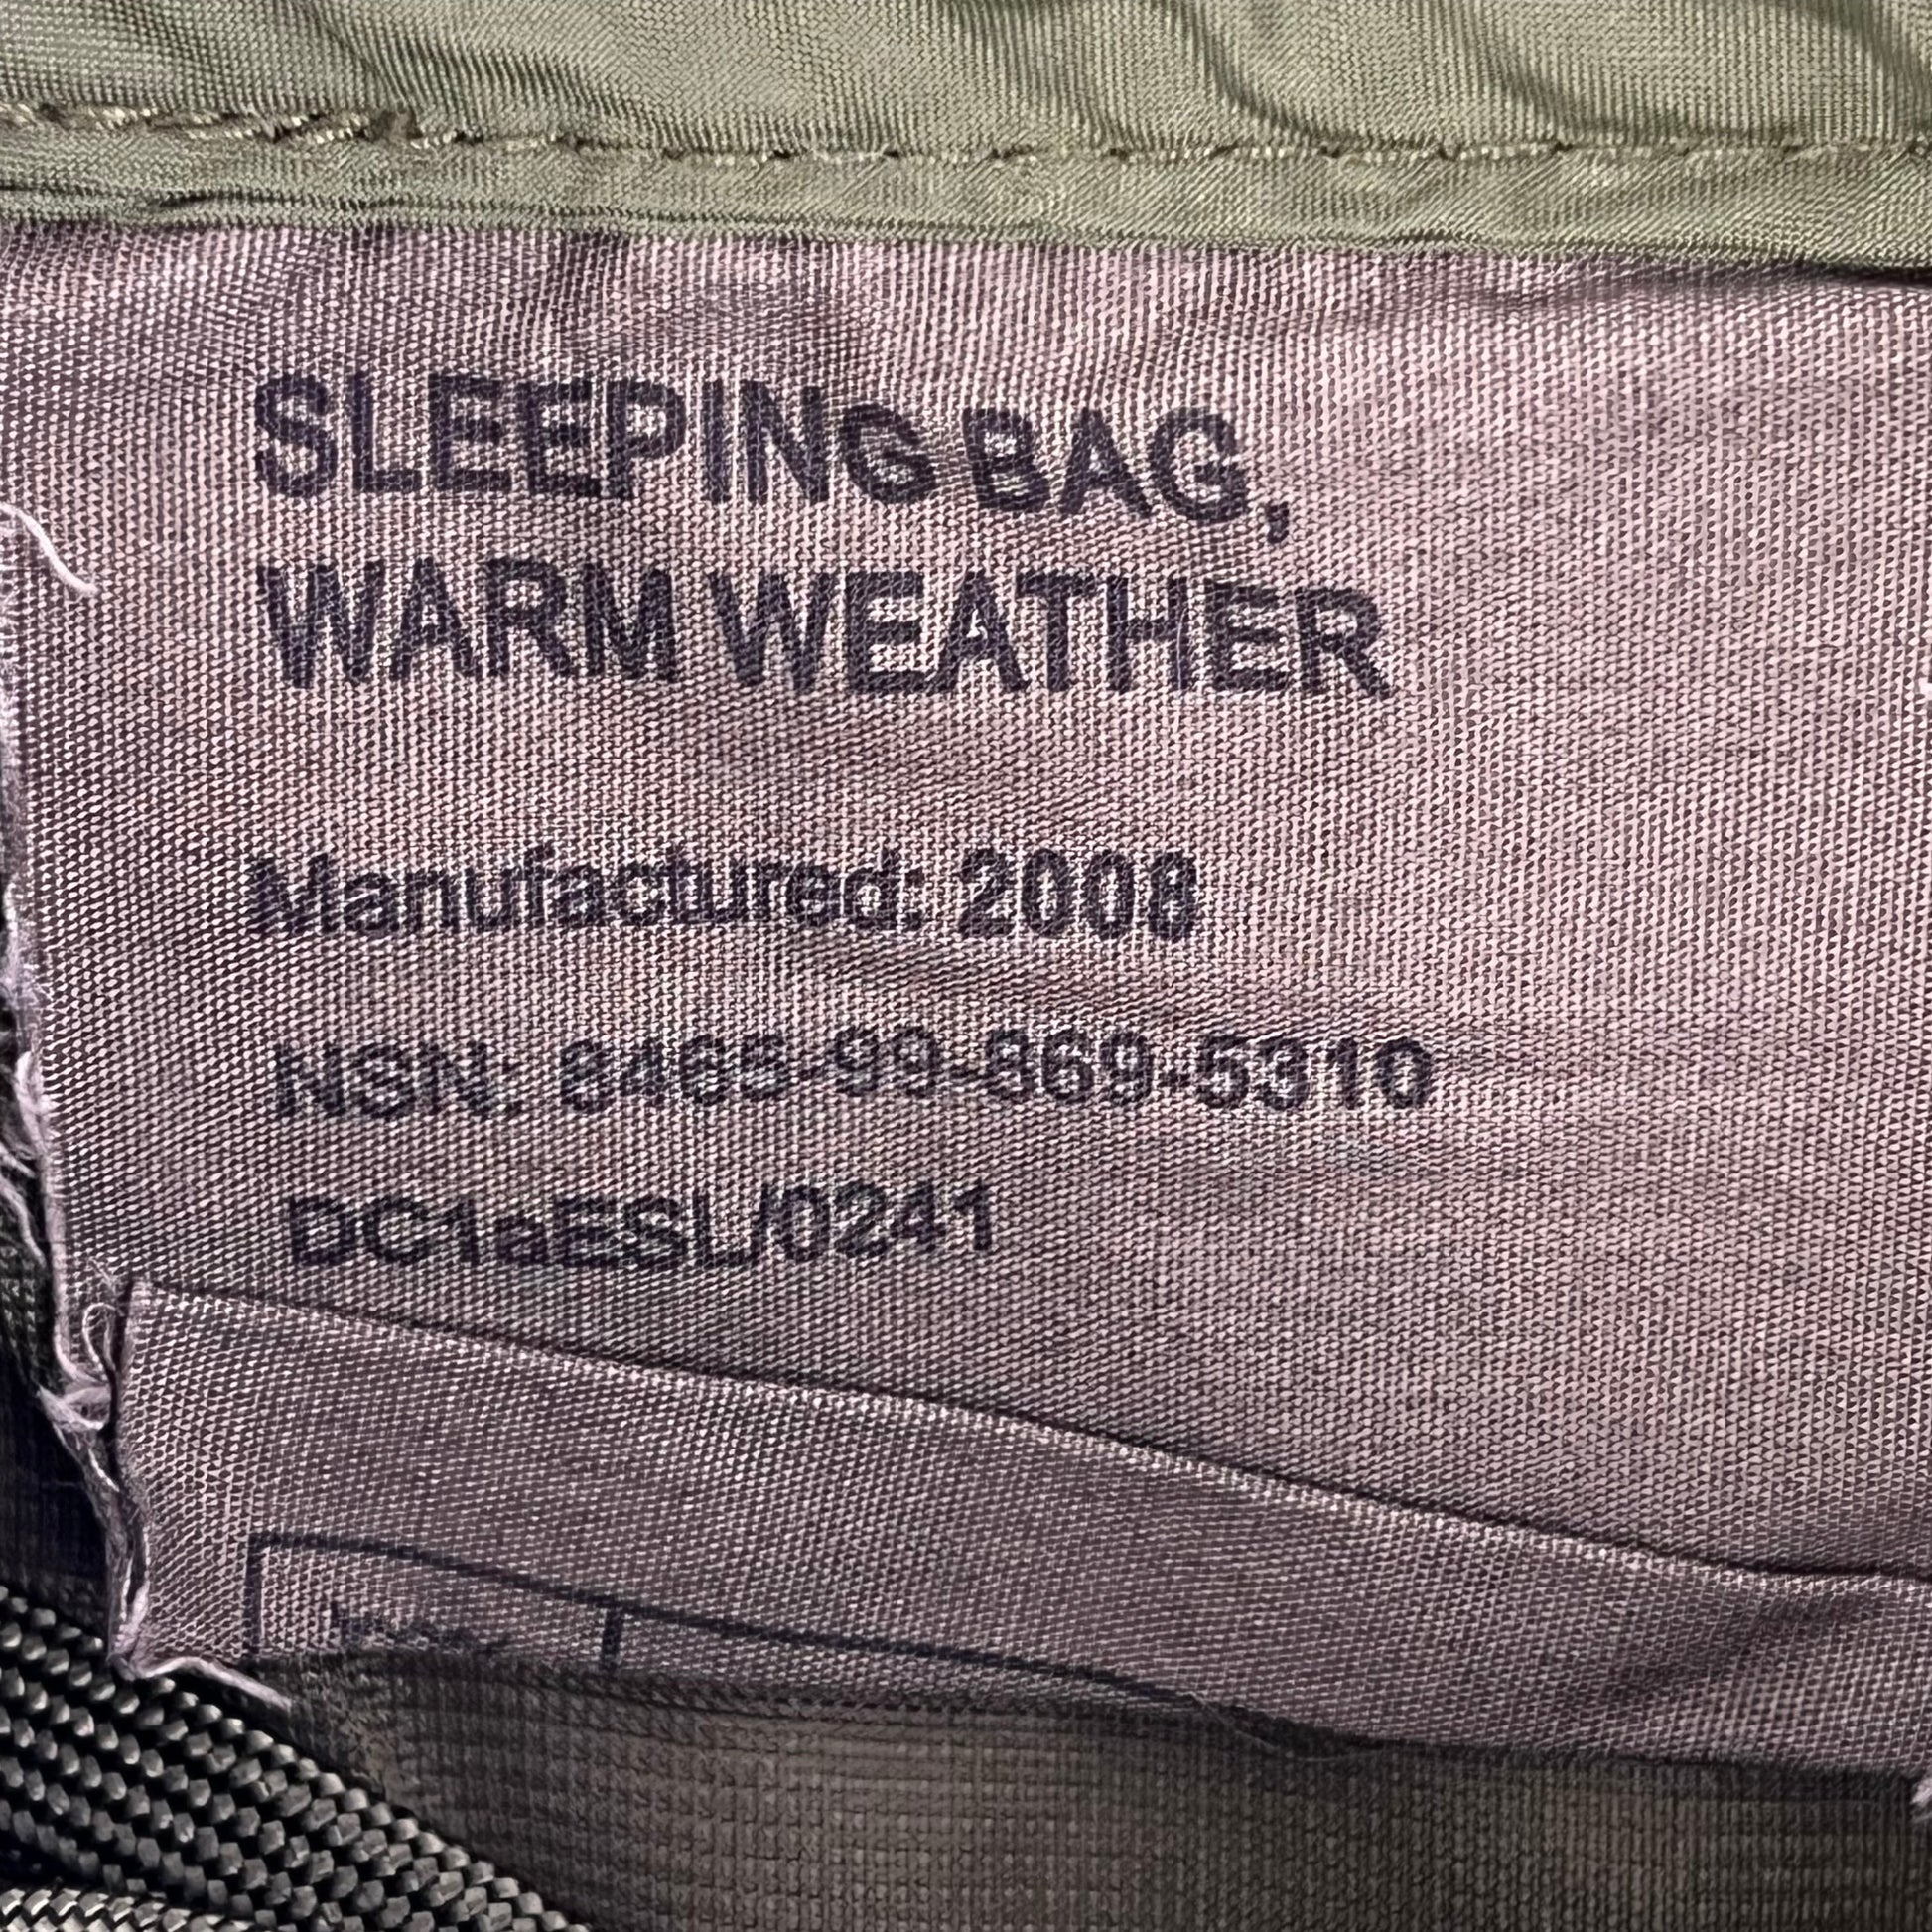 SLEEPING BAG,
WARM WEATHER
Manufactured: 2008
NSN: 8465-99-869-5310
DC1aESL/0241